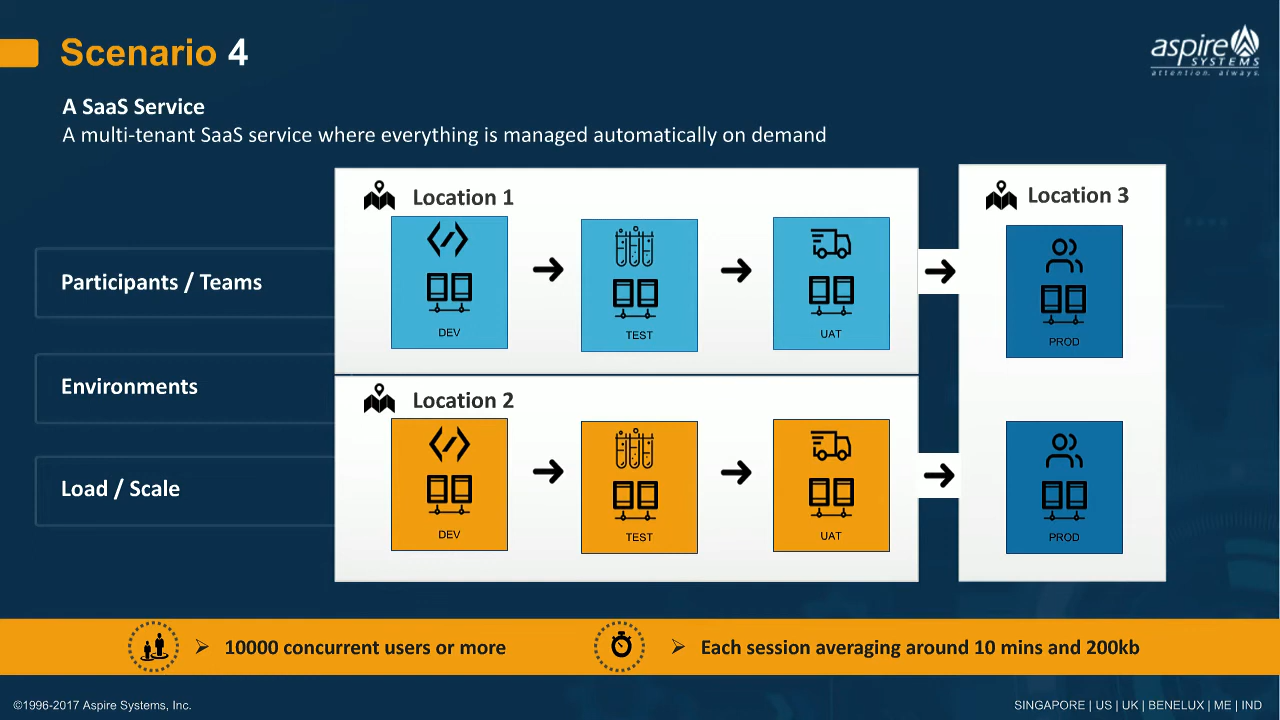 Scenario 4
aspire
SYSTEMS
attention. always.
A SaaS Service
A multi-tenant SaaS service where everything is managed automatically on demand
Participants / Teams
Environments
Load / Scale
Location 1
DEV
TEST
UAT
Location 2
DEV
TEST
UAT
Location 3
PROD
PROD
10000 concurrent users or more
Each session averaging around 10 mins and 200kb
©1996-2017 Aspire Systems, Inc.
SINGAPORE | US | UK | BENELUX | ME | IND